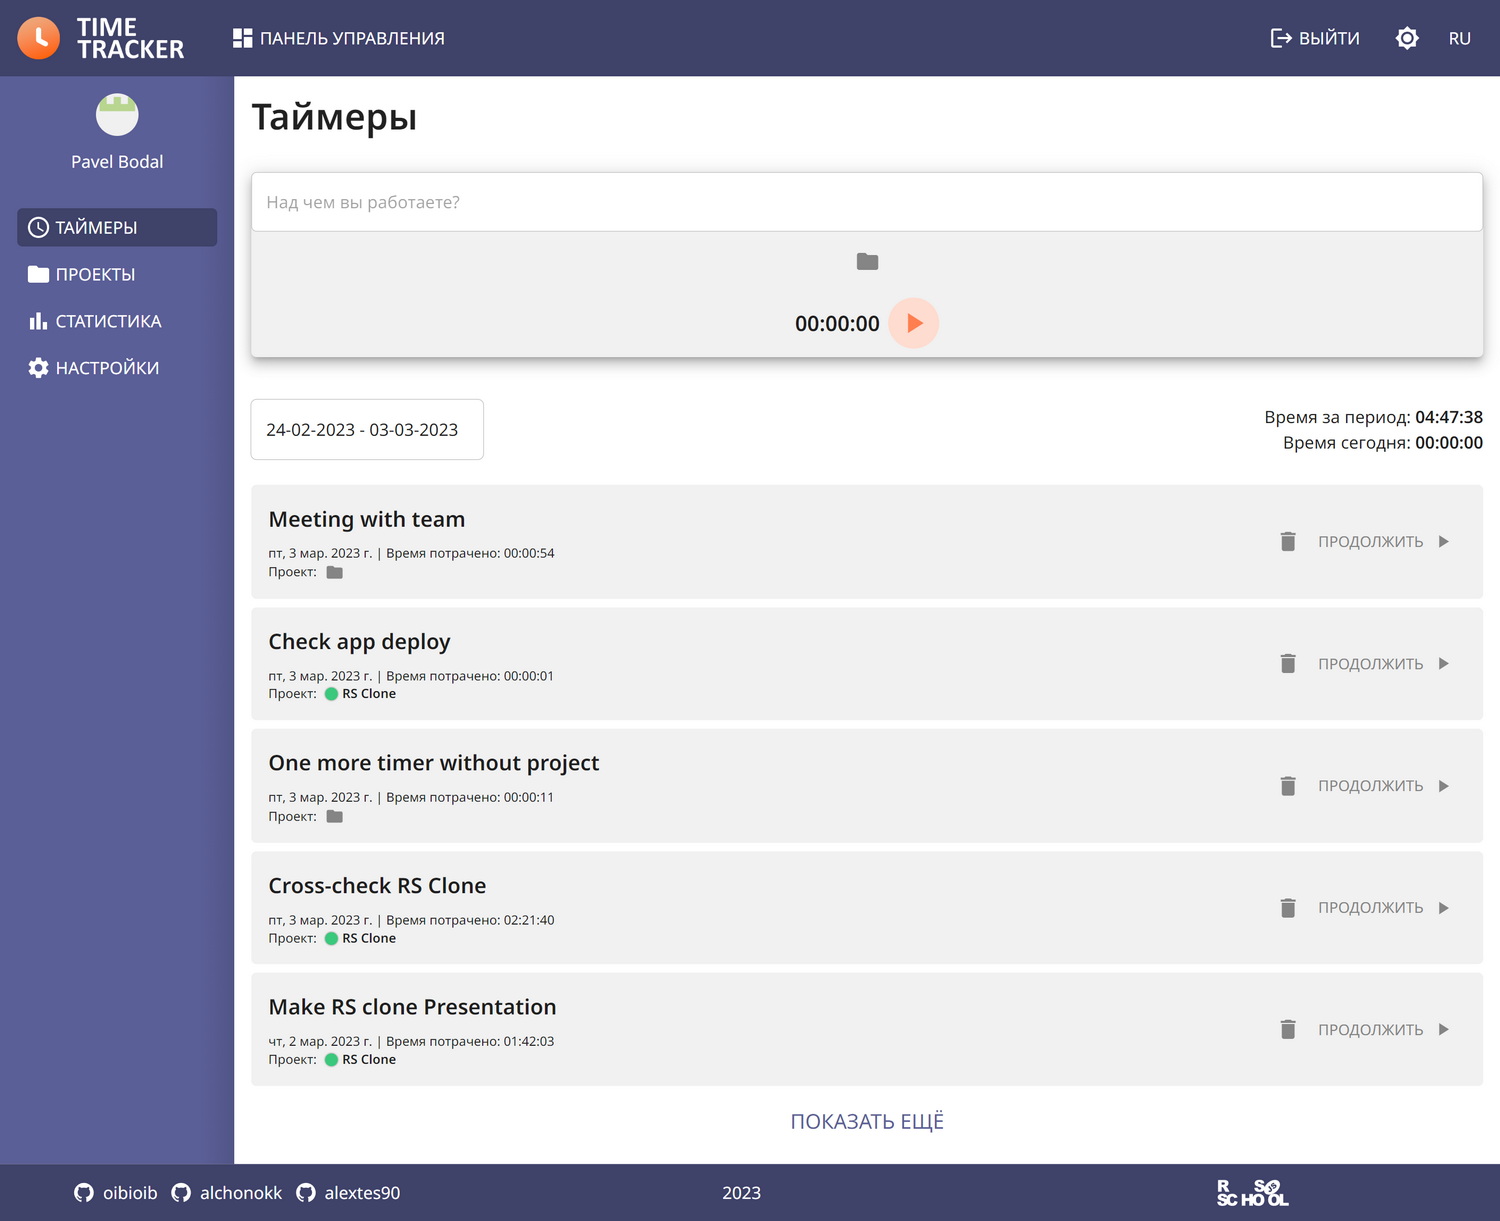 TIME
TRACKER
ПАНЕЛЬ УПРАВЛЕНИЯ
ВЫЙТИ
RU
Pavel Bodal
ТАЙМЕРЫ
ПРОЕКТЫ
СТАТИСТИКА
НАСТРОЙКИ
Таймеры
Над чем вы работаете?
00:00:00
24-02-2023 - 03-03-2023
Время за период: 04:47:38
Время сегодня: 00:00:00
Meeting with team
пт, 3 мар. 2023 г. | Время потрачено: 00:00:54
Проект:
ПРОДОЛЖИТЬ
Check app deploy
пт, 3 мар. 2023 г. | Время потрачено: 00:00:01
Проект: RS Clone
ПРОДОЛЖИТЬ
One more timer without project
пт, 3 мар. 2023 г. | Время потрачено: 00:00:11
Проект:
ПРОДОЛЖИТЬ
Cross-check RS Clone
пт, 3 мар. 2023 г. | Время потрачено: 02:21:40
Проект: RS Clone
ПРОДОЛЖИТЬ
Make RS clone Presentation
чт, 2 мар. 2023 г. | Время потрачено: 01:42:03
Проект: RS Clone
ПРОДОЛЖИТЬ
ПОКАЗАТЬ ЕЩЁ
oibioib
alchonokk
alextes90
2023
R S
SCHOOL